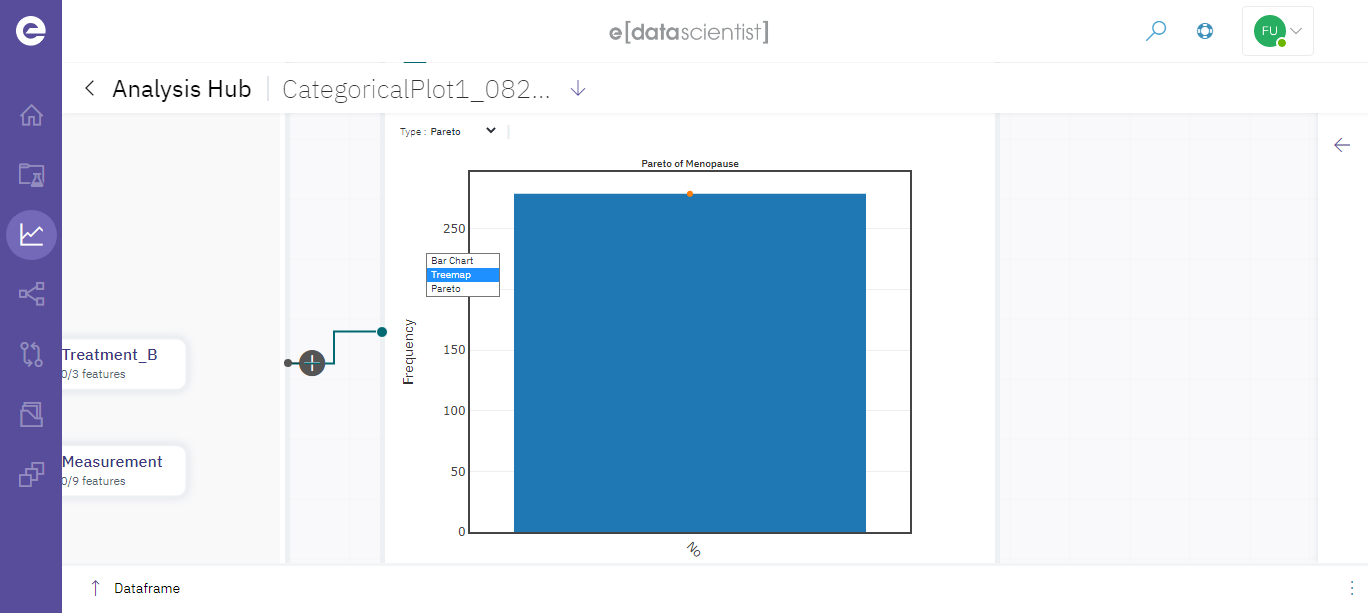 e[datascientist]
FU
Analysis Hub
CategoricalPlot1_082...
Type : Pareto
Pareto of Menopause
250
Bar Chart
Treemap
Pareto
150
100
50
0
Frequency
No
Treatment_B
0/3 features
Measurement
0/9 features
Dataframe